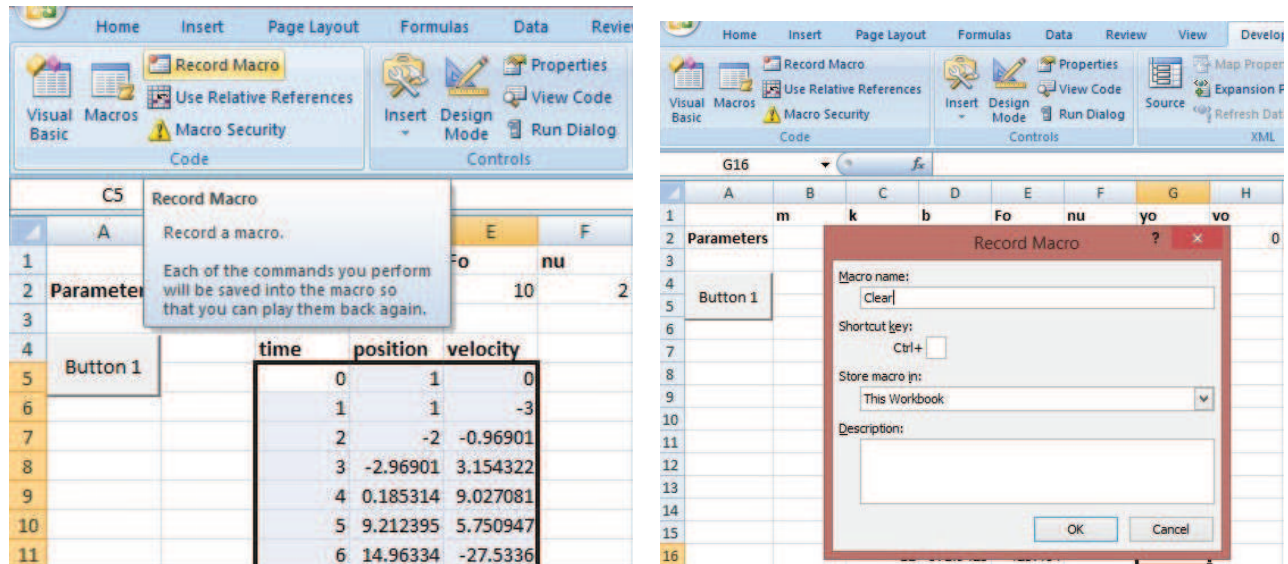 Home Insert Page Layout Formulas Data Revie
Record Macro
Use Relative References
Macro Security
Visual Basic
Macros
Code
Insert
Design Mode
Properties
View Code
Run Dialog
Controls
C5
Record Macro
Record a macro.
Each of the commands you perform
will be saved into the macro so
that you can play them back again.
A E F
1 Fo nu
2 Parameter 10 2
3
4 time position velocity
Button 1
5 0 1 0
6 1 1 -3
7 2 -2 -0.96901
8 3 -2.96901 3.154322
9 4 0.185314 9.027081
10 5 9.212395 5.750947
11 6 14.96334 -27.5336
Home Insert Page Layout Formulas Data Review View Develop
Record Macro
Use Relative References
Macro Security
Visual Basic
Macros
Code
Insert
Design Mode
Properties
View Code
Run Dialog
Controls
Source
Map Proper
Expansion P
Refresh Dat
XML
G16 fx
A B C D E F G H
1 m k b Fo nu yo vo
2 Parameters 0
3
4
Button 1
5
6
7
8
9
10
11
12
13
14
15
16
Record Macro ? ×
Macro name:
Clear
Shortcut key:
Ctrl+
Store macro in:
This Workbook
Description:
OK Cancel